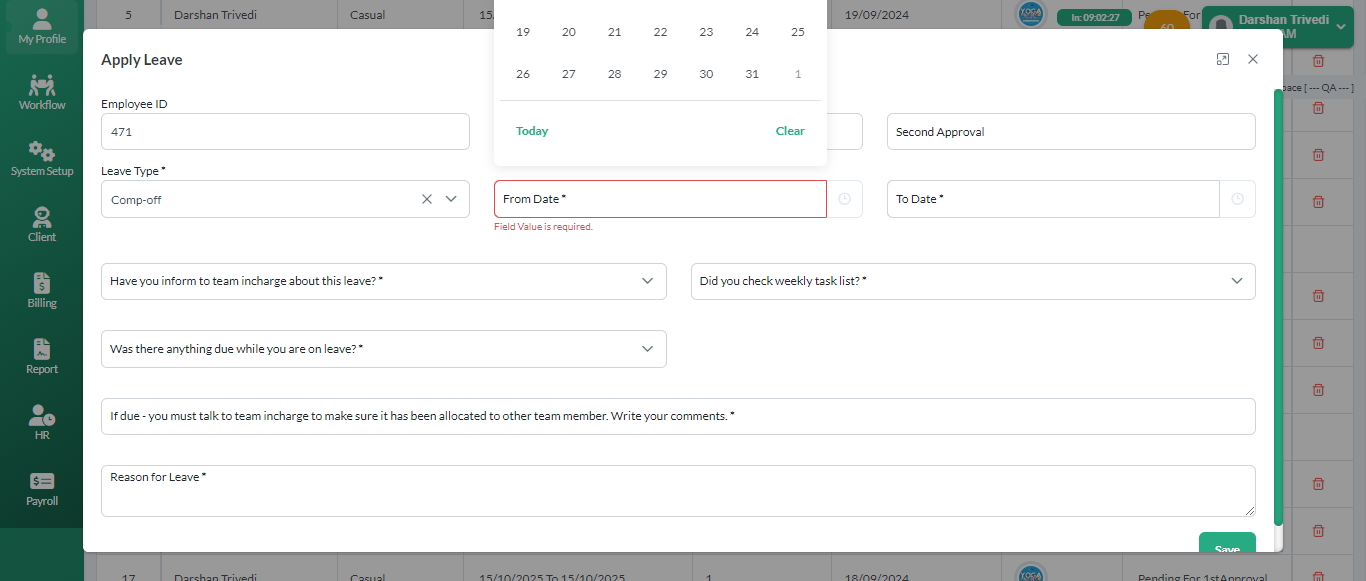 My Profile
Workflow
System Setup
Client
Billing
Report
HR
Payroll
5 Darshan Trivedi Casual 15/ 19/09/2024 YOGA In: 09:02:27 Pe For
60
Darshan Trivedi
AM
pace [ --- QA --- ]
Apply Leave
19 20 21 22 23 24 25
26 27 28 29 30 31 1
Today Clear
Employee ID
471
Second Approval
Leave Type *
Comp-off
From Date *
To Date *
Field Value is required.
Have you inform to team incharge about this leave? *
Did you check weekly task list? *
Was there anything due while you are on leave? *
If due - you must talk to team incharge to make sure it has been allocated to other team member. Write your comments. *
Reason for Leave *
Save
17 Darshan Trivedi Casual 15/10/2025 To 15/10/2025 1 18/09/2024 YOGA Pending For 1stApproval